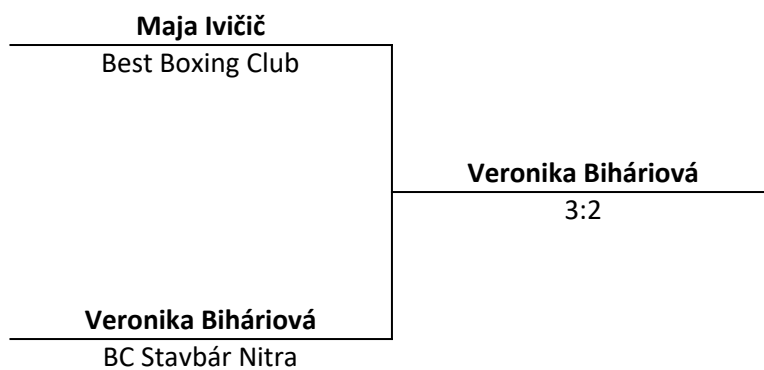 Maja Ivičič
Best Boxing Club
Veronika Biháriová
3:2
Veronika Biháriová
BC Stavbár Nitra